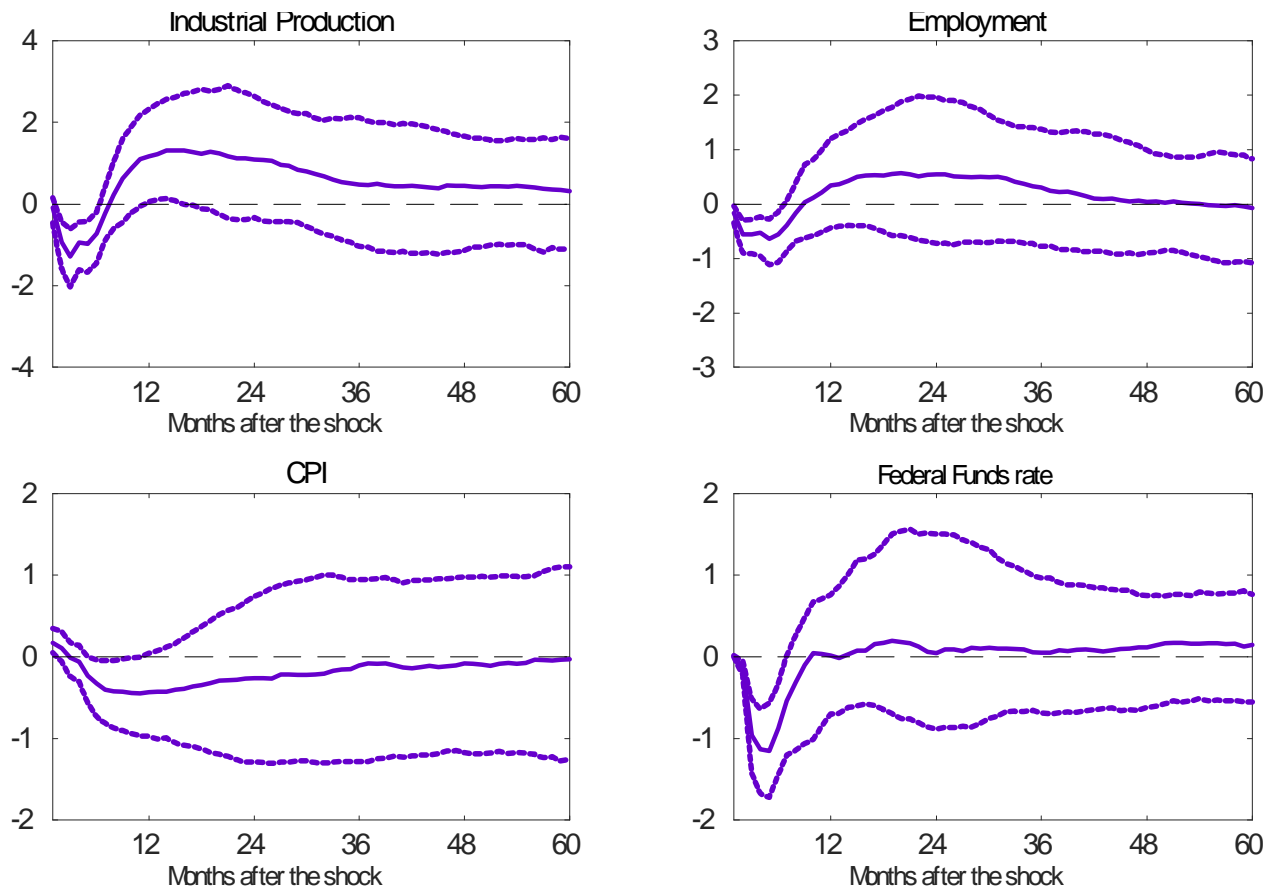 Industrial Production
Employment
4
2
0
-2
-4
12 24 36 48 60
Months after the shock
3
2
1
0
-1
-2
-3
12 24 36 48 60
Months after the shock
CPI
Federal Funds rate
2
1
0
-1
-2
12 24 36 48 60
Months after the shock
2
1
0
-1
-2
12 24 36 48 60
Months after the shock